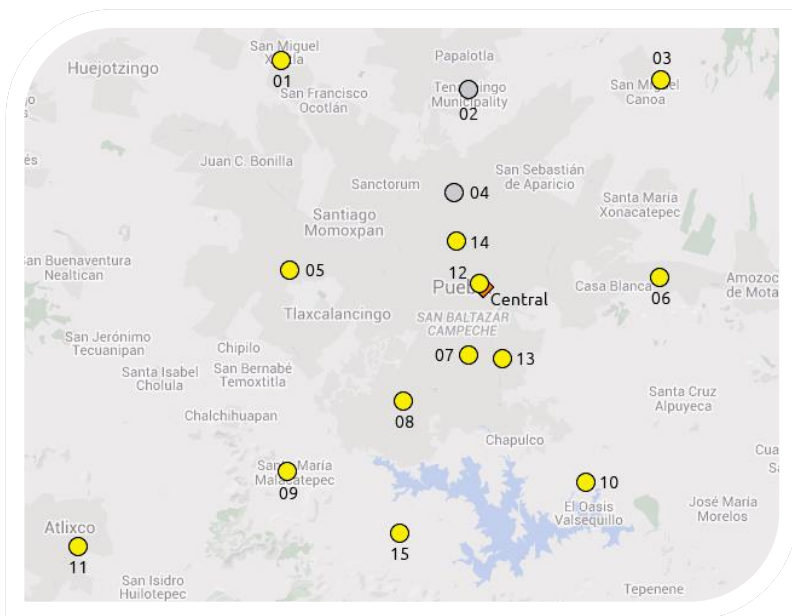 San Miguel
Papalotla
03
Huejotzingo
01
San Miguel
Canoa
San Francisco
Ocotlán
Municipality
02
Juan C. Bonilla
San Sebastián
de Aparicio
Sanctorum
04
Santa María
Xonacatepec
Santiago
Momoxpan
14
San Buenaventura
Nealtican
05
12
Casa Blanca
06
Amozoc
de Mota
Central
Tlaxcalancingo
SAN BALTAZAR
CAMPECHE
San Jerónimo
Tecuanipan
Chipilo
07
13
Santa Isabel
Cholula
San Bernabé
Temoxtitla
Santa Cruz
Alpuyeca
Chalchihuapan
08
Chapulco
09
10
José María
Morelos
El Oasis
Valsequillo
Atlixco
11
15
San Isidro
Huilotepec
Tepenene